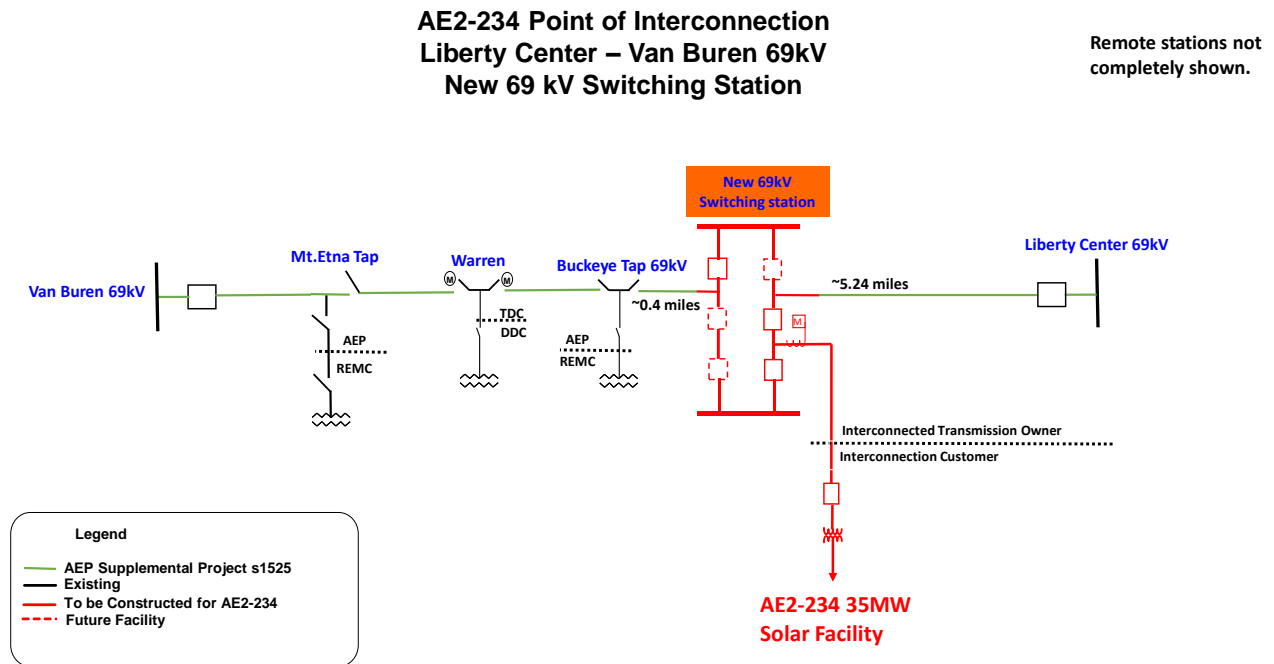 AE2-234 Point of Interconnection
Liberty Center – Van Buren 69kV
New 69 kV Switching Station
Remote stations not
completely shown.
New 69kV
Switching station
Mt.Etna Tap
Warren
Buckeye Tap 69kV
Liberty Center 69kV
Van Buren 69kV
M
M
~0.4 miles
~5.24 miles
M
TDC
DDC
AEP
REMC
AEP
REMC
Interconnected Transmission Owner
Interconnection Customer
Legend
AEP Supplemental Project s1525
Existing
To be Constructed for AE2-234
Future Facility
AE2-234 35MW
Solar Facility